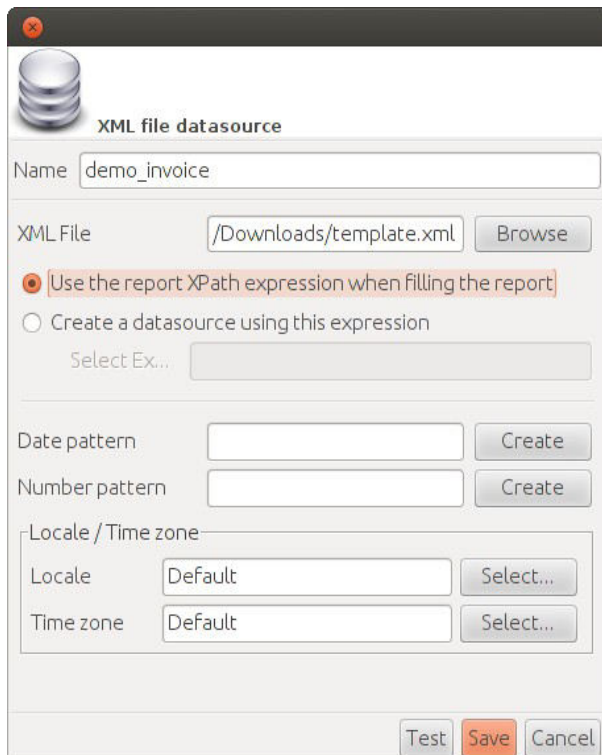 XML file datasource
Name demo_invoice
XML File /Downloads/template.xml Browse
Use the report XPath expression when filling the report
Create a datasource using this expression
Select Ex...
Date pattern Create
Number pattern Create
Locale / Time zone
Locale Default Select...
Time zone Default Select...
Test Save Cancel